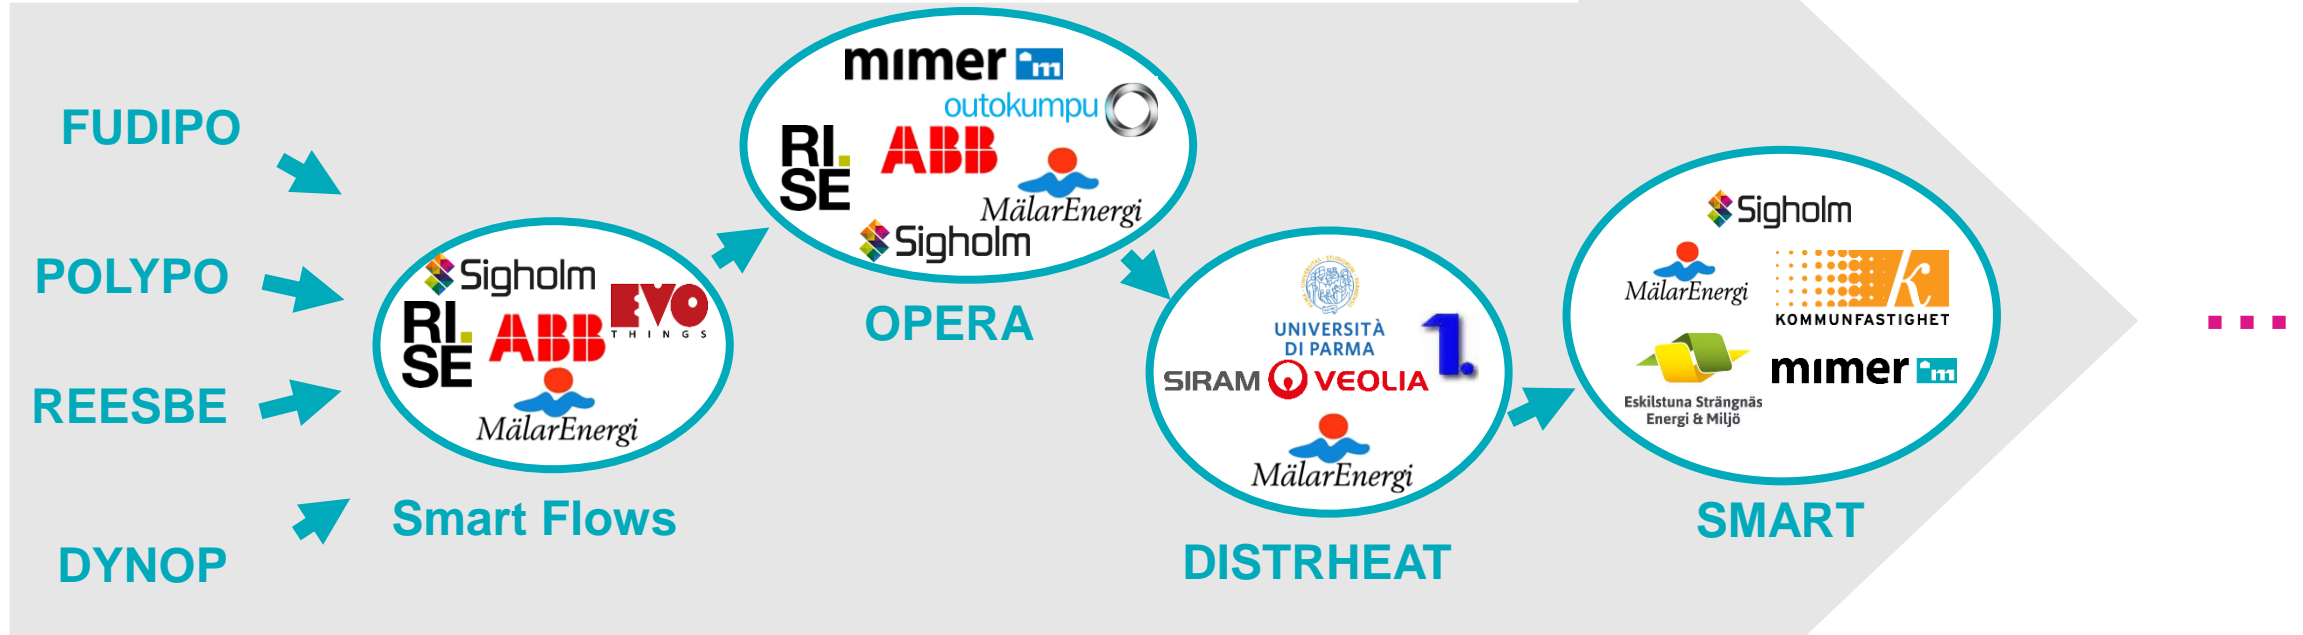 FUDIPO
POLYPO
REESBE
DYNOP
Sigholm
RI.
SE
ABB
EVO
THINGS
MälarEnergi
Smart Flows
mimer m
outokumpu
RI.
SE
ABB
MälarEnergi
Sigholm
OPERA
UNIVERSITÀ
DI PARMA
1.
SIRAM VEOLIA
MälarEnergi
DISTRHEAT
Sigholm
MälarEnergi
k
KOMMUNFASTIGHET
Eskilstuna Strängnäs
Energi & Miljö
mimer m
SMART
...